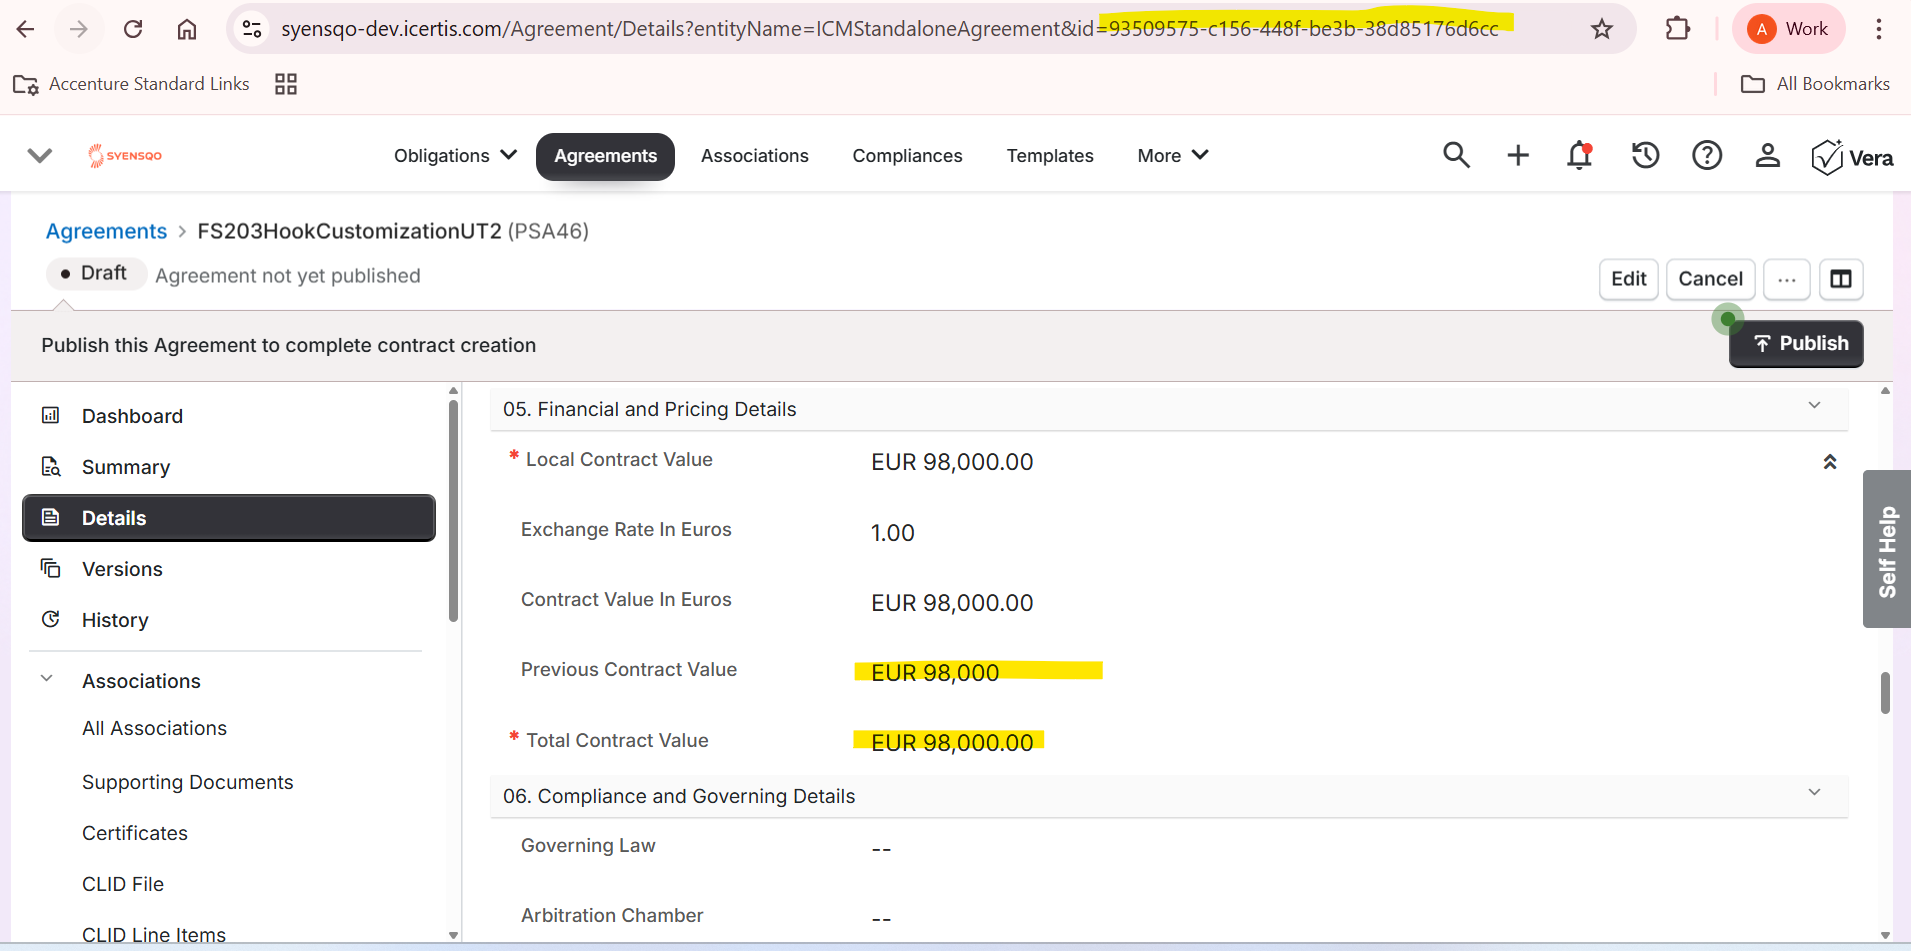 syensqo-dev.icertis.com/Agreement/Details?entityName=ICMStandaloneAgreement&id=93509575-c156-448f-be3b-38d85176d6cc
A Work
Accenture Standard Links
All Bookmarks
SYENSQO
Obligations
Agreements
Associations
Compliances
Templates
More
Vera
Agreements > FS203HookCustomizationUT2 (PSA46)
Draft
Agreement not yet published
Edit
Cancel
...
Publish this Agreement to complete contract creation
Publish
Dashboard
Summary
Details
Versions
History
Associations
All Associations
Supporting Documents
Certificates
CLID File
CLID Line Items
05. Financial and Pricing Details
* Local Contract Value EUR 98,000.00
Exchange Rate In Euros 1.00
Contract Value In Euros EUR 98,000.00
Previous Contract Value EUR 98,000
* Total Contract Value EUR 98,000.00
06. Compliance and Governing Details
Governing Law --
Arbitration Chamber --
Self Help